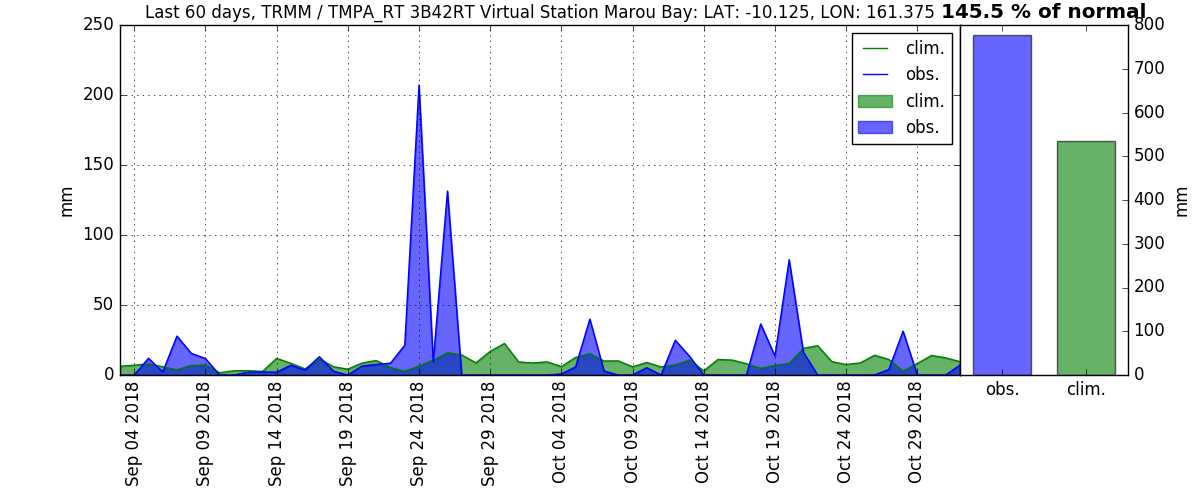 Last 60 days, TRMM / TMPA_RT 3B42RT Virtual Station Marou Bay: LAT: -10.125, LON: 161.375 145.5 % of normal
250
200
150
100
50
0
mm
clim.
obs.
clim.
obs.
Sep 04 2018
Sep 09 2018
Sep 14 2018
Sep 19 2018
Sep 24 2018
Sep 29 2018
Oct 04 2018
Oct 09 2018
Oct 14 2018
Oct 19 2018
Oct 24 2018
Oct 29 2018
800
700
600
500
400
300
200
100
0
mm
obs.
clim.